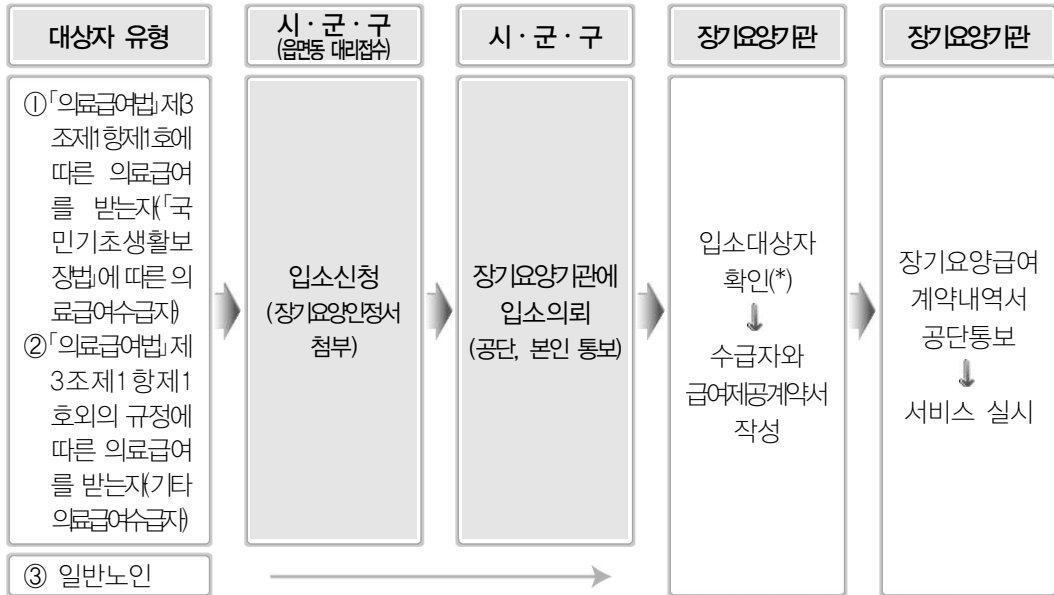 대상자 유형
①「의료급여법」제3
조제1항제1호에
따른 의료급여
를 받는자(「국
민기초생활보
장법」에 따른 의
료급여수급자)
②「의료급여법」제
3조제1항제1
호외의 규정에
따른 의료급여
를 받는자(기타
의료급여수급자)
③ 일반노인
시·군·구
(읍면동 대리접수)
입소신청
(장기요양인정서
첨부)
시·군·구
장기요양기관에
입소의뢰
(공단, 본인 통보)
장기요양기관
입소대상자
확인(*)
수급자와
급여제공계약서
작성
장기요양기관
장기요양급여
계약내역서
공단통보
서비스 실시